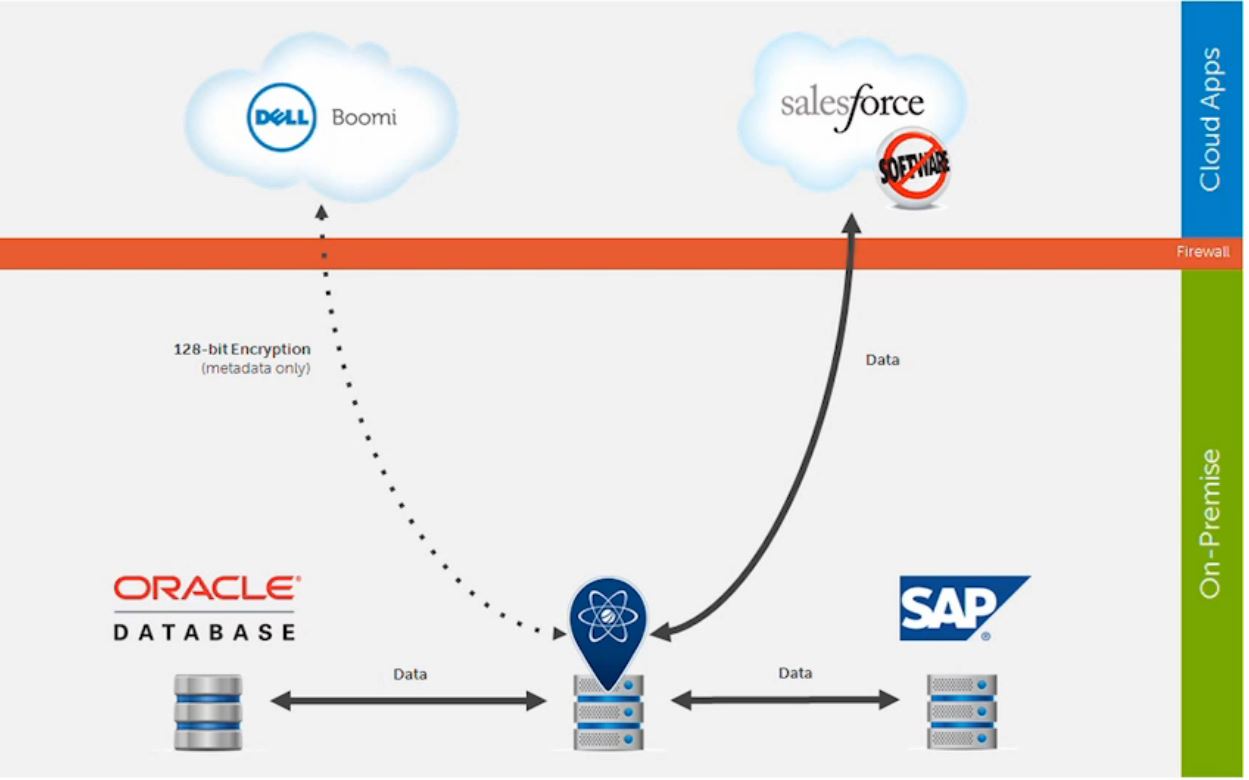 DELL Boomi
salesforce
SOFTWARE
Cloud Apps
Firewall
128-bit Encryption
(metadata only)
Data
On-Premise
ORACLE®
DATABASE
SAP®
Data
Data